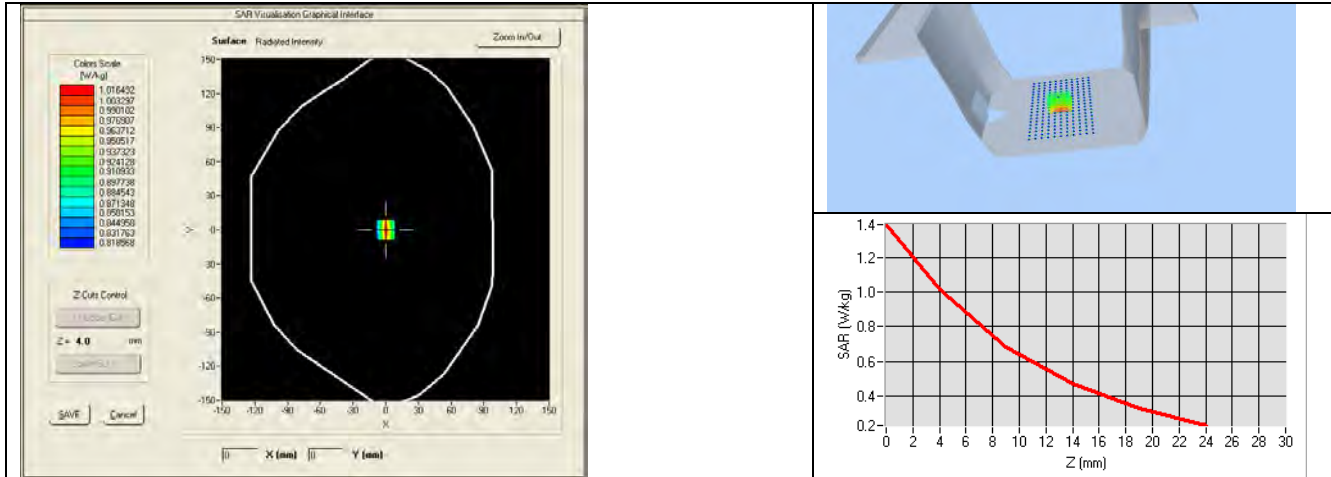 SAR Visualisation Graphical Interface
Surface Radiated Intensity
Zoom In/Out
Colors Scale
(W/kg)
1.016492
1.003297
0.990102
0.976907
0.963712
0.950517
0.937323
0.924128
0.910933
0.897738
0.884543
0.871348
0.858153
0.844958
0.831763
0.818568
150-
120-
90-
60-
30-
0-
-30-
-60-
-90-
-120-
-150-
Y
-150 -120 -90 -60 -30 0 30 60 90 120 150
X
Z Cuts Control
Z = 4.0 mm
SAVE Cancel
0 X (mm) 0 Y (mm)
1.4-
1.2-
1.0-
0.8-
0.6-
0.4-
0.2-
SAR (W/kg)
0 2 4 6 8 10 12 14 16 18 20 22 24 26 28 30
Z (mm)